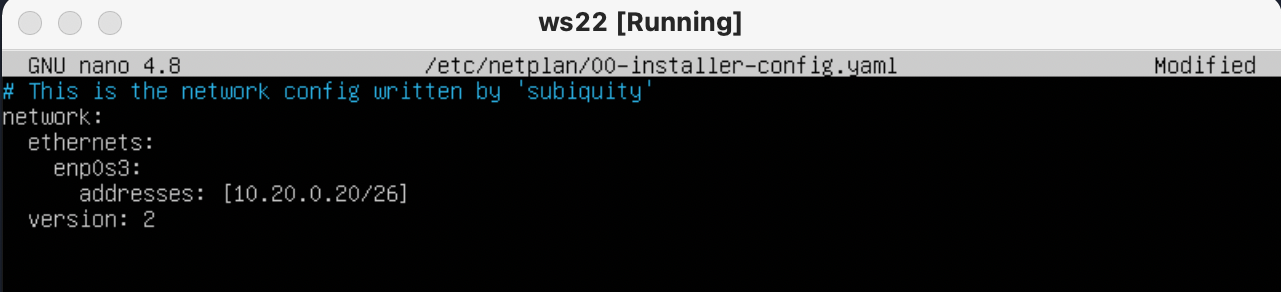 ws22 [Running]
GNU nano 4.8 /etc/netplan/00-installer-config.yaml Modified
# This is the network config written by 'subiquity'
network:
  ethernets:
    enp0s3:
      addresses: [10.20.0.20/26]
  version: 2